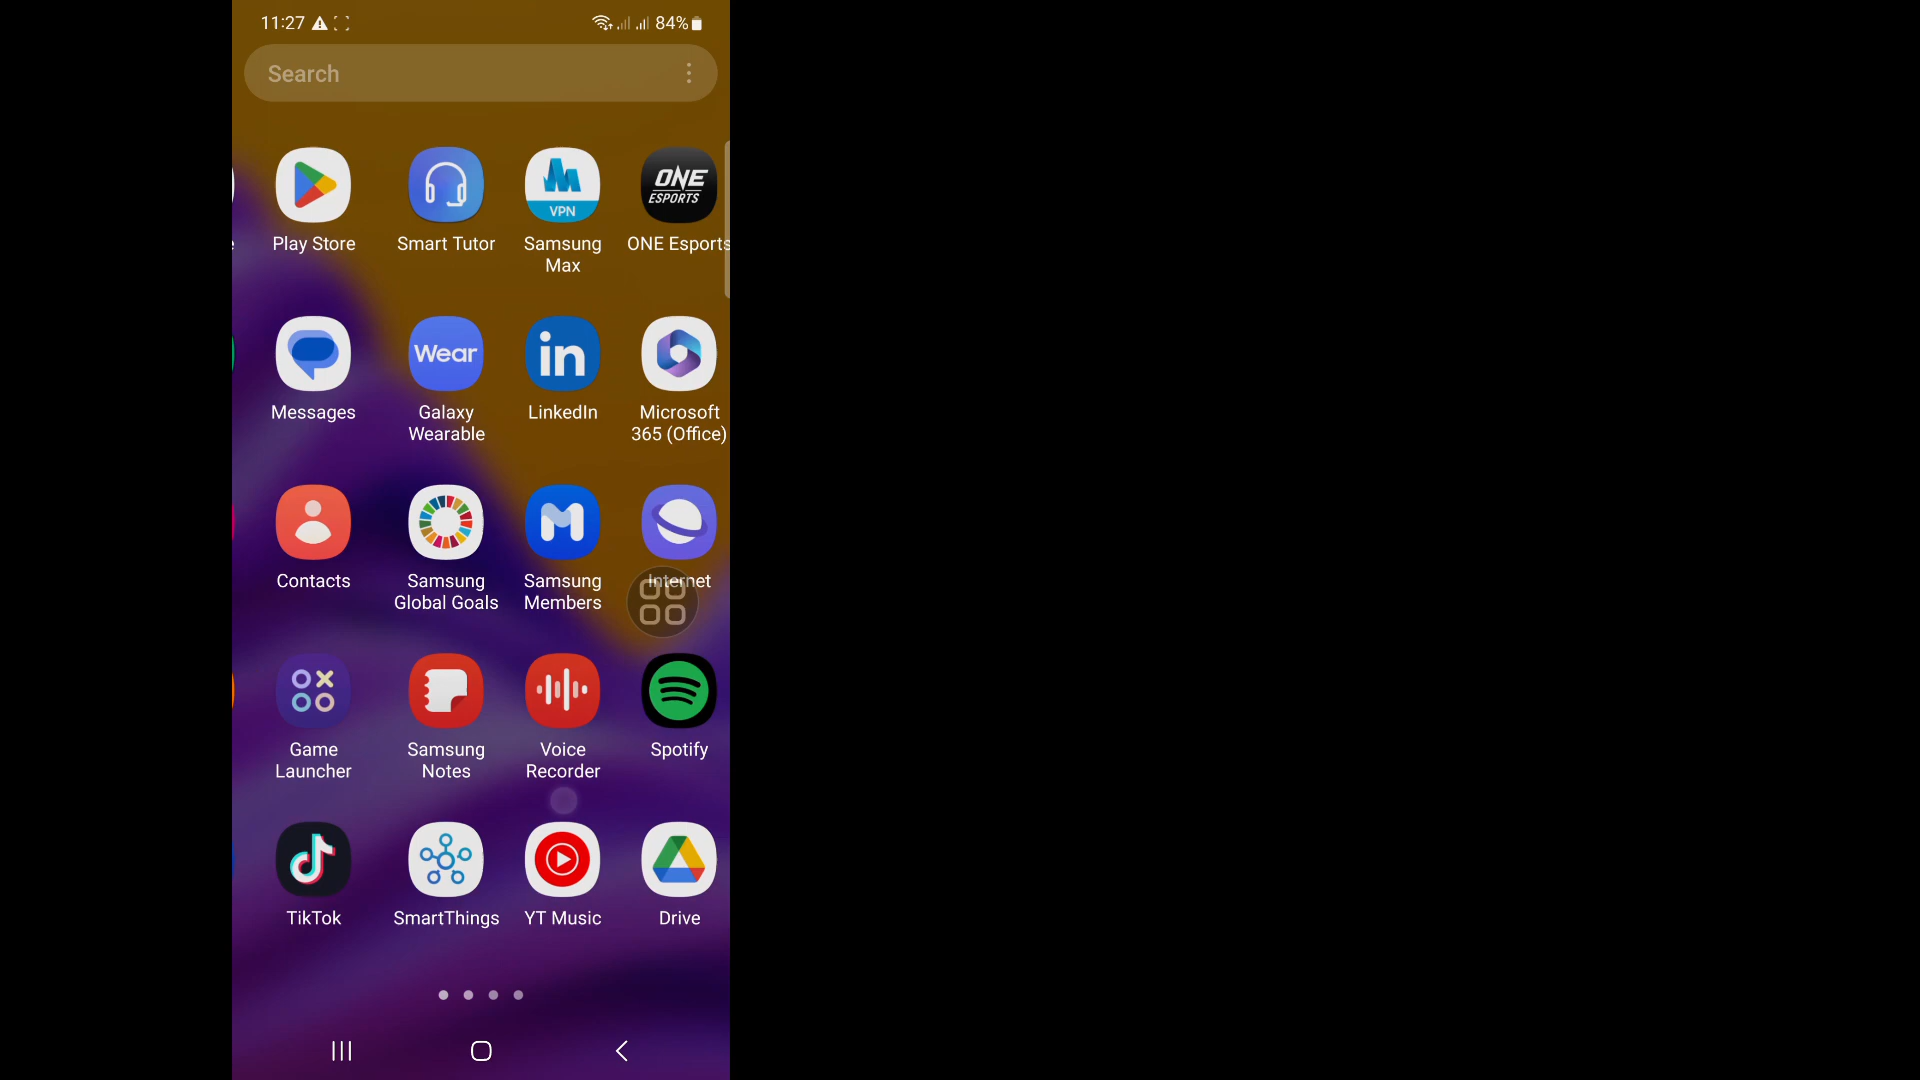 11:27
84%
Search
VPN
ONE
ESPORTS
Play Store
Smart Tutor
Samsung
Max
ONE Esports
Wear
in
Messages
Galaxy
Wearable
LinkedIn
Microsoft
365 (Office)
Contacts
Samsung
Global Goals
Samsung
Members
Internet
Game
Launcher
Samsung
Notes
Voice
Recorder
Spotify
TikTok
SmartThings
YT Music
Drive